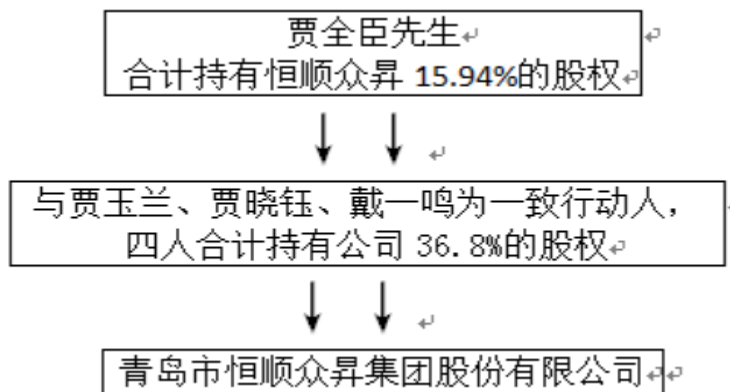 贾全臣先生
合计持有恒顺众昇 15.94%的股权
与贾玉兰、贾晓钰、戴一鸣为一致行动人，
四人合计持有公司 36.8%的股权
青岛市恒顺众昇集团股份有限公司